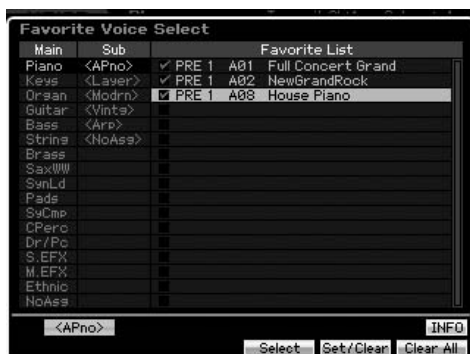 Favorite Voice Select
Main Sub Favorite List
Piano <APno> PRE 1 A01 Full Concert Grand
Keys <Layer> PRE 1 A02 NewGrandRock
Organ <Modrn> PRE 1 A08 House Piano
Guitar <Vintg>
Bass <Arp>
String <NoAsg>
Brass
SaxWW
SynLd
Pads
SyCmp
CPerc
Dr/Pc
S.EFX
M.EFX
Ethnic
NoAsg
<APno> INFO
Select Set/Clear Clear All